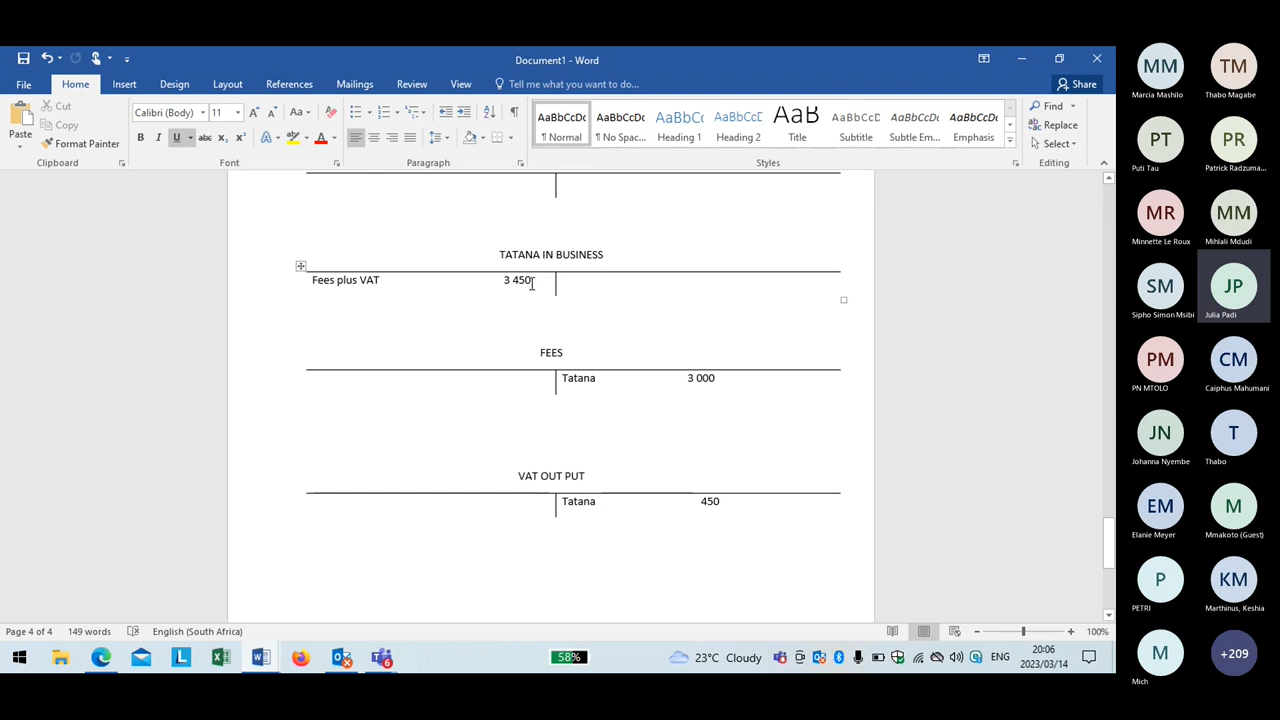 Document1 - Word
File Home Insert Design Layout References Mailings Review View Tell me what you want to do... Share
Paste
Cut
Copy
Format Painter
Clipboard
Calibri (Body) 11
Font
Paragraph
AaBbCcDc AaBbCcDc AaBbCc AaBbCcC AaB AaBbCcD AaBbCcDc AaBbCcDc
¶ Normal ¶ No Spac... Heading 1 Heading 2 Title Subtitle Subtle Em... Emphasis
Styles
Find
Replace
Select
Editing
TATANA IN BUSINESS
Fees plus VAT 3 450
FEES
Tatana 3 000
VAT OUT PUT
Tatana 450
Page 4 of 4 149 words English (South Africa) 100%
58% 23°C Cloudy ENG 20:06
2023/03/14
MM TM
Marcia Mashilo Thabo Magabe
PT PR
Puti Tau Patrick Radzuma...
MR MM
Minnette Le Roux Mihlali Mdudi
SM JP
Sipho Simon Msibi Julia Padi
PM CM
PN MTOLO Caiphus Mahumani
JN T
Johanna Nyembe Thabo
EM M
Elanie Meyer Mmakoto (Guest)
P KM
PETRI Marthinus, Keshia
M +209
Mich